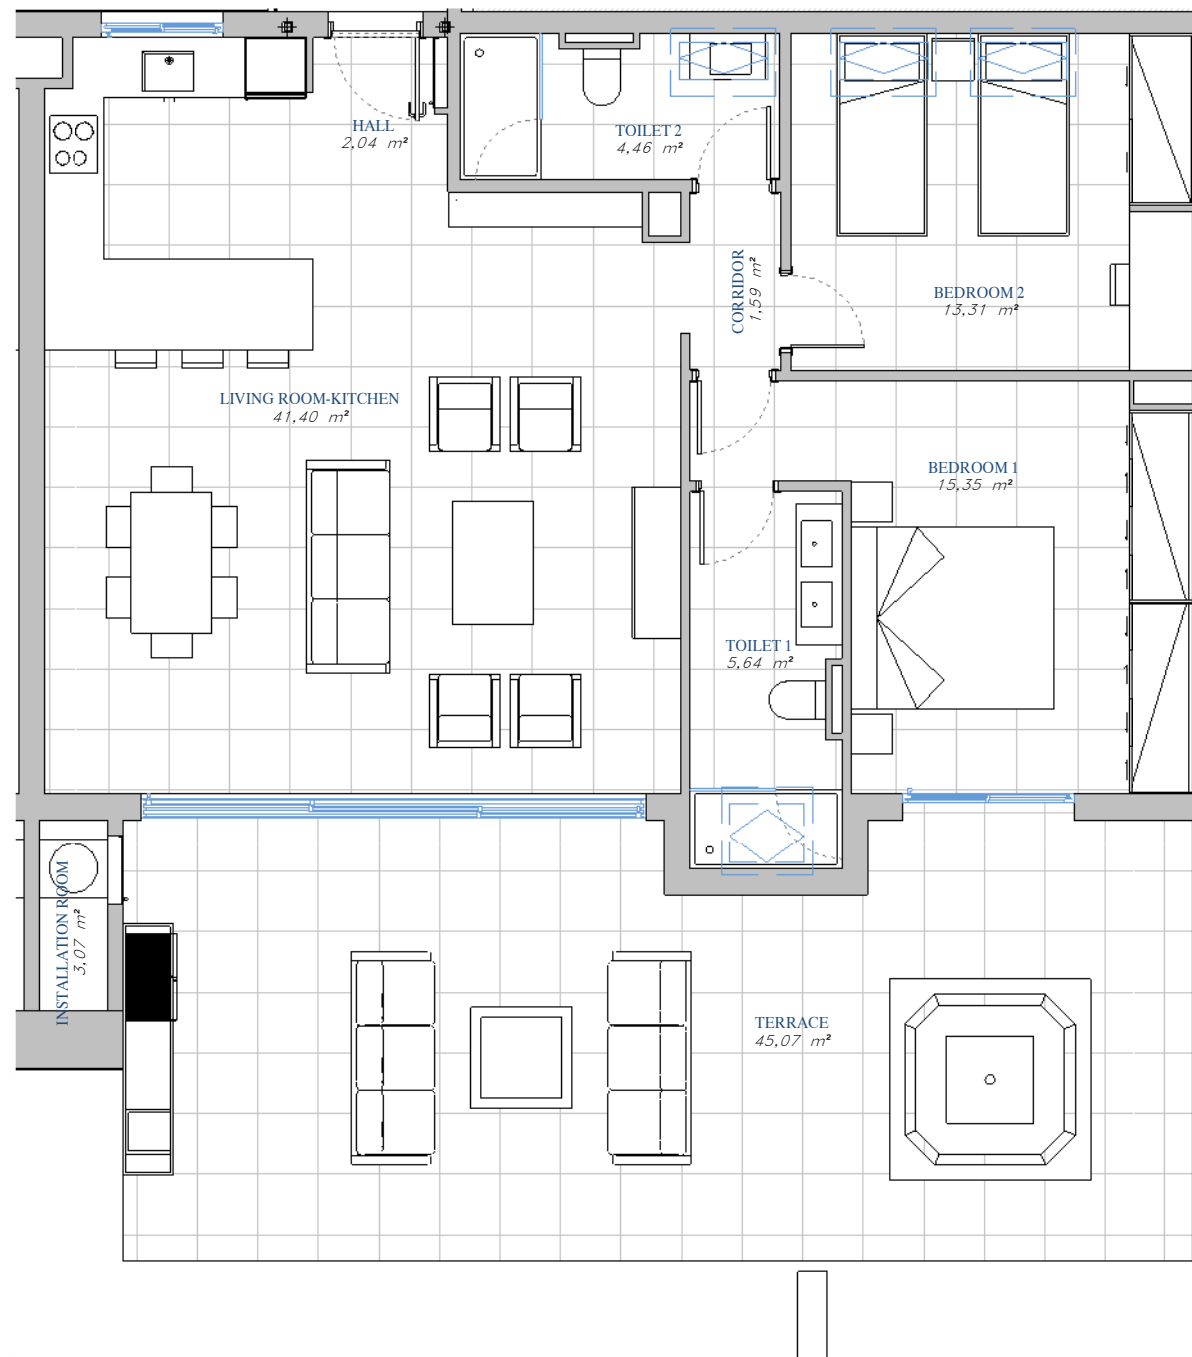 HALL
2,04 m²
TOILET 2
4,46 m²
CORRIDOR
1,59 m²
BEDROOM 2
13,31 m²
LIVING ROOM-KITCHEN
41,40 m²
BEDROOM 1
15,35 m²
TOILET 1
5,64 m²
INSTALLATION ROOM
3,07 m²
TERRACE
45,07 m²